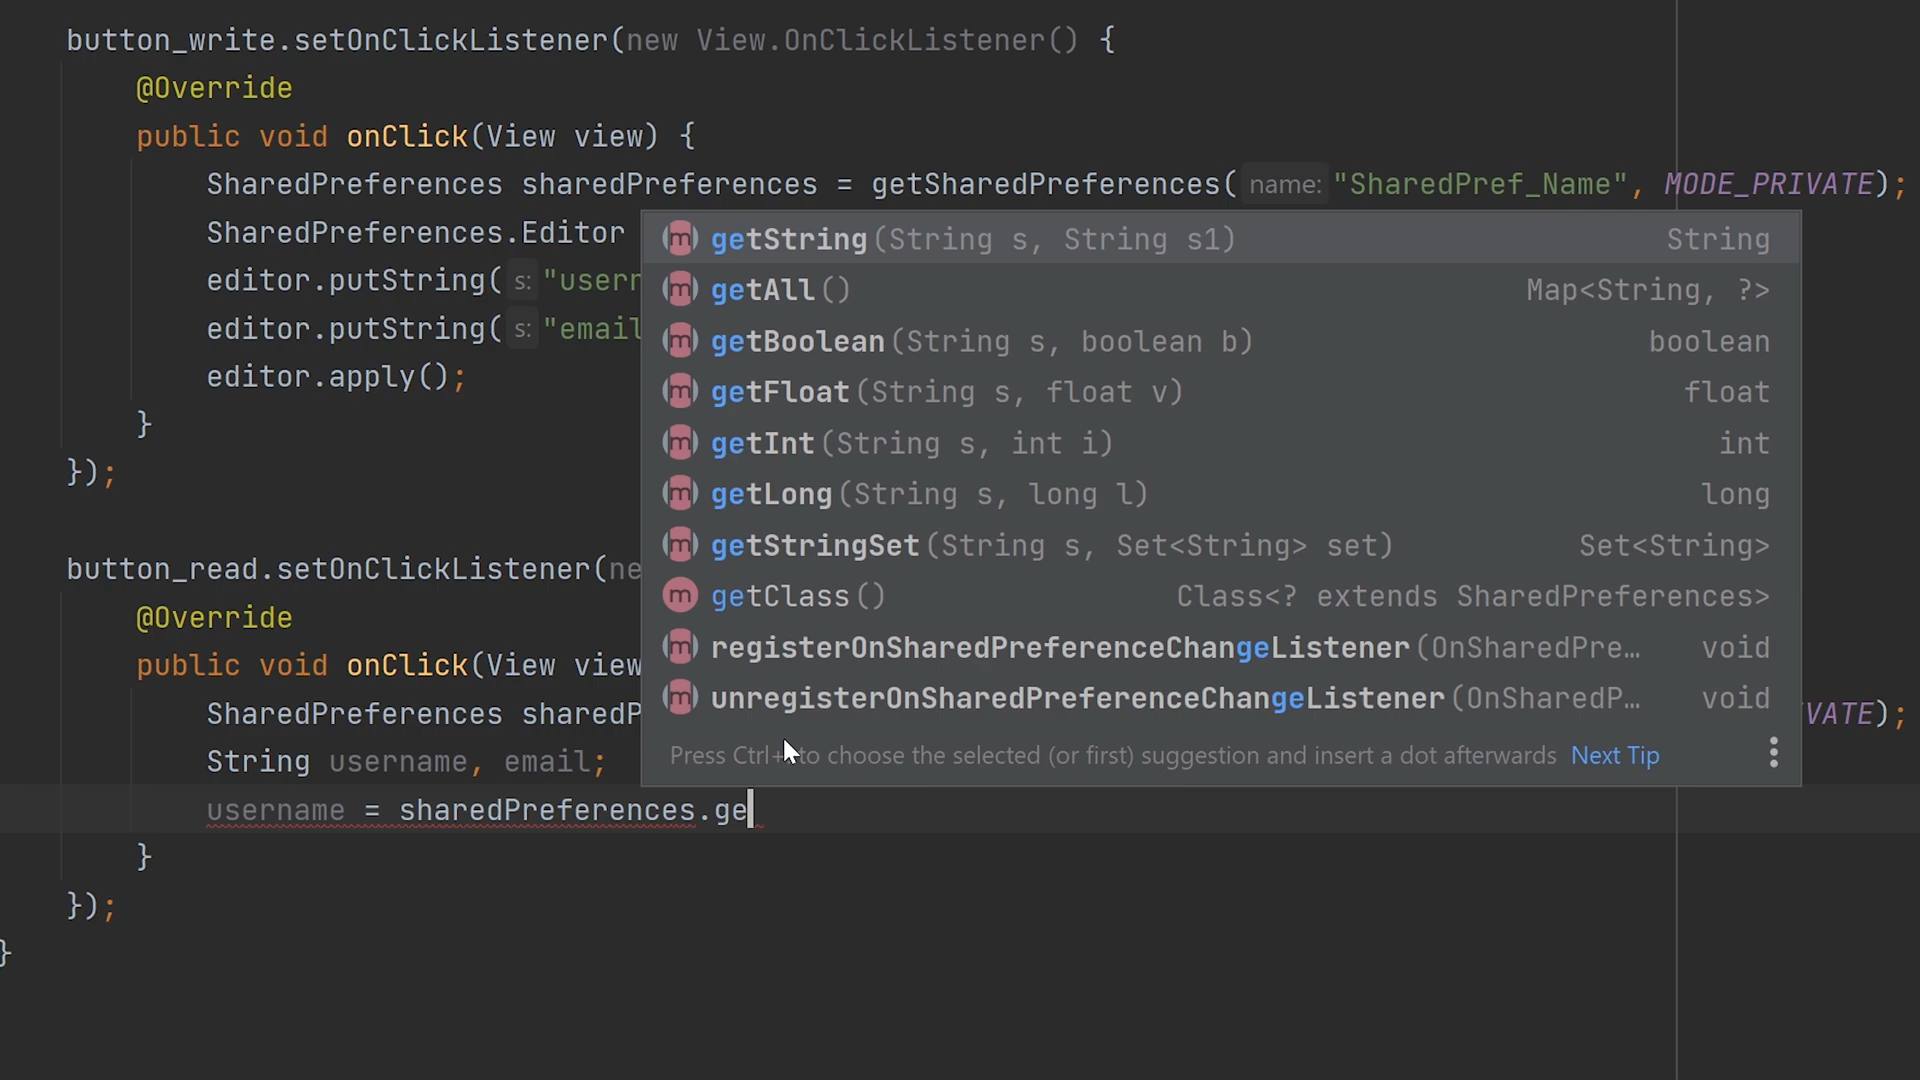 button_write.setOnClickListener(new View.OnClickListener() {
@Override
public void onClick(View view) {
SharedPreferences sharedPreferences = getSharedPreferences( name: "SharedPref_Name", MODE_PRIVATE);
SharedPreferences.Editor
editor.putString( s: "usern
editor.putString( s: "email
editor.apply();
}
});
getString(String s, String s1) String
getAll() Map<String, ?>
getBoolean(String s, boolean b) boolean
getFloat(String s, float v) float
getInt(String s, int i) int
getLong(String s, long l) long
getStringSet(String s, Set<String> set) Set<String>
getClass() Class<? extends SharedPreferences>
registerOnSharedPreferenceChangeListener(OnSharedPre… void
unregisterOnSharedPreferenceChangeListener(OnSharedP… void
Press Ctrl+ to choose the selected (or first) suggestion and insert a dot afterwards Next Tip
button_read.setOnClickListener(ne
@Override
public void onClick(View view
SharedPreferences sharedP VATE);
String username, email;
username = sharedPreferences.ge
}
});
}